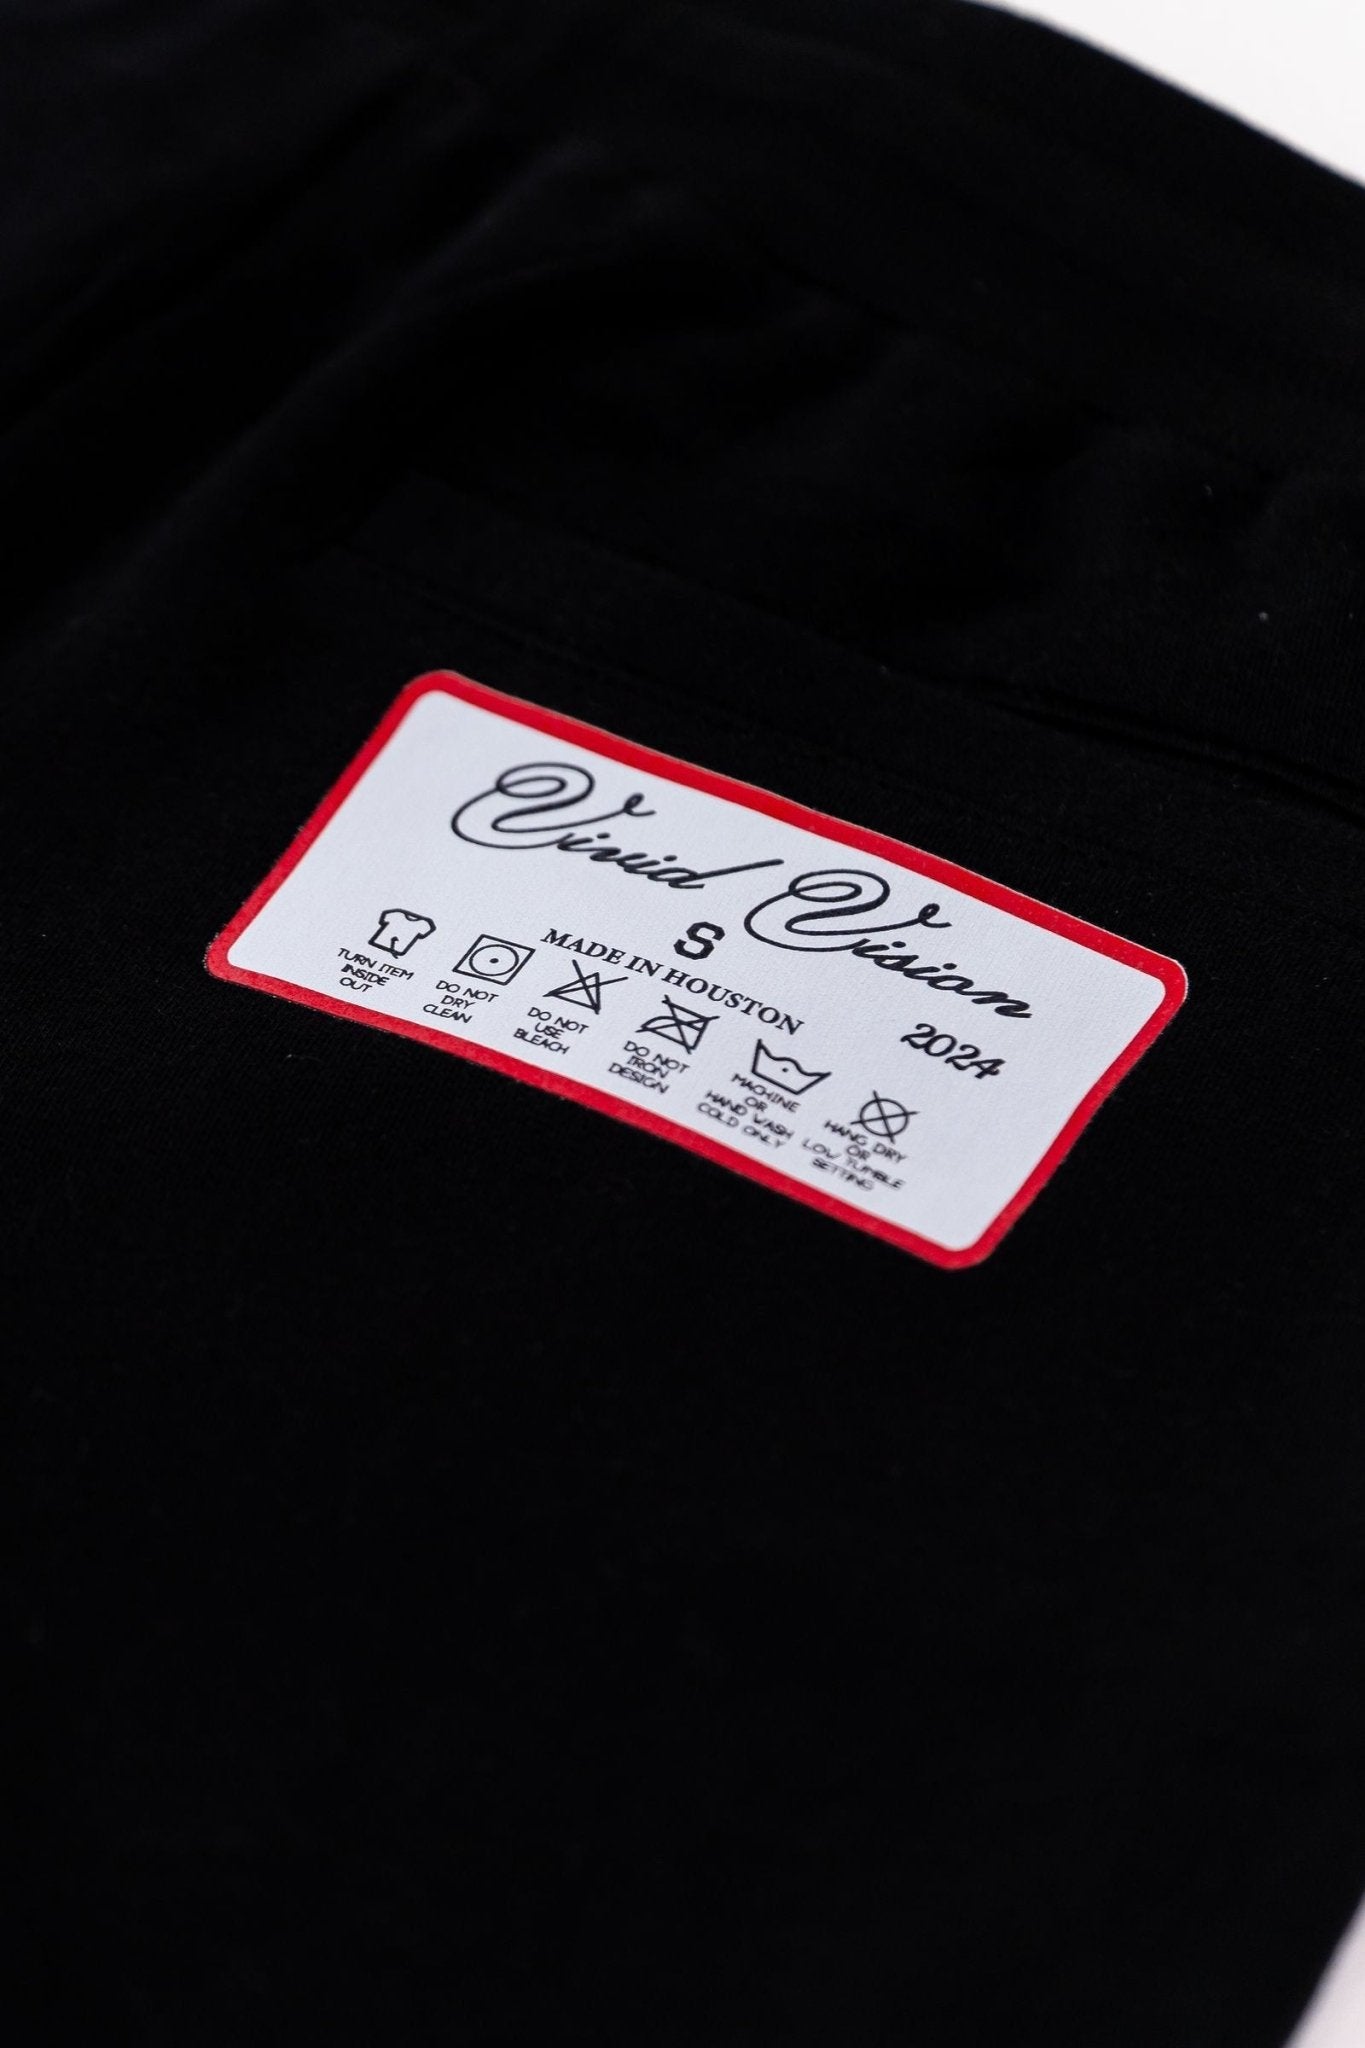 Vivid Vision
S
MADE IN HOUSTON
2024
TURN ITEM
INSIDE
OUT
DO NOT
DRY
CLEAN
DO NOT
USE
BLEACH
DO NOT
IRON
DESIGN
MACHINE
OR
HAND WASH
COLD ONLY
HANG DRY
OR
LOW TUMBLE
SETTING